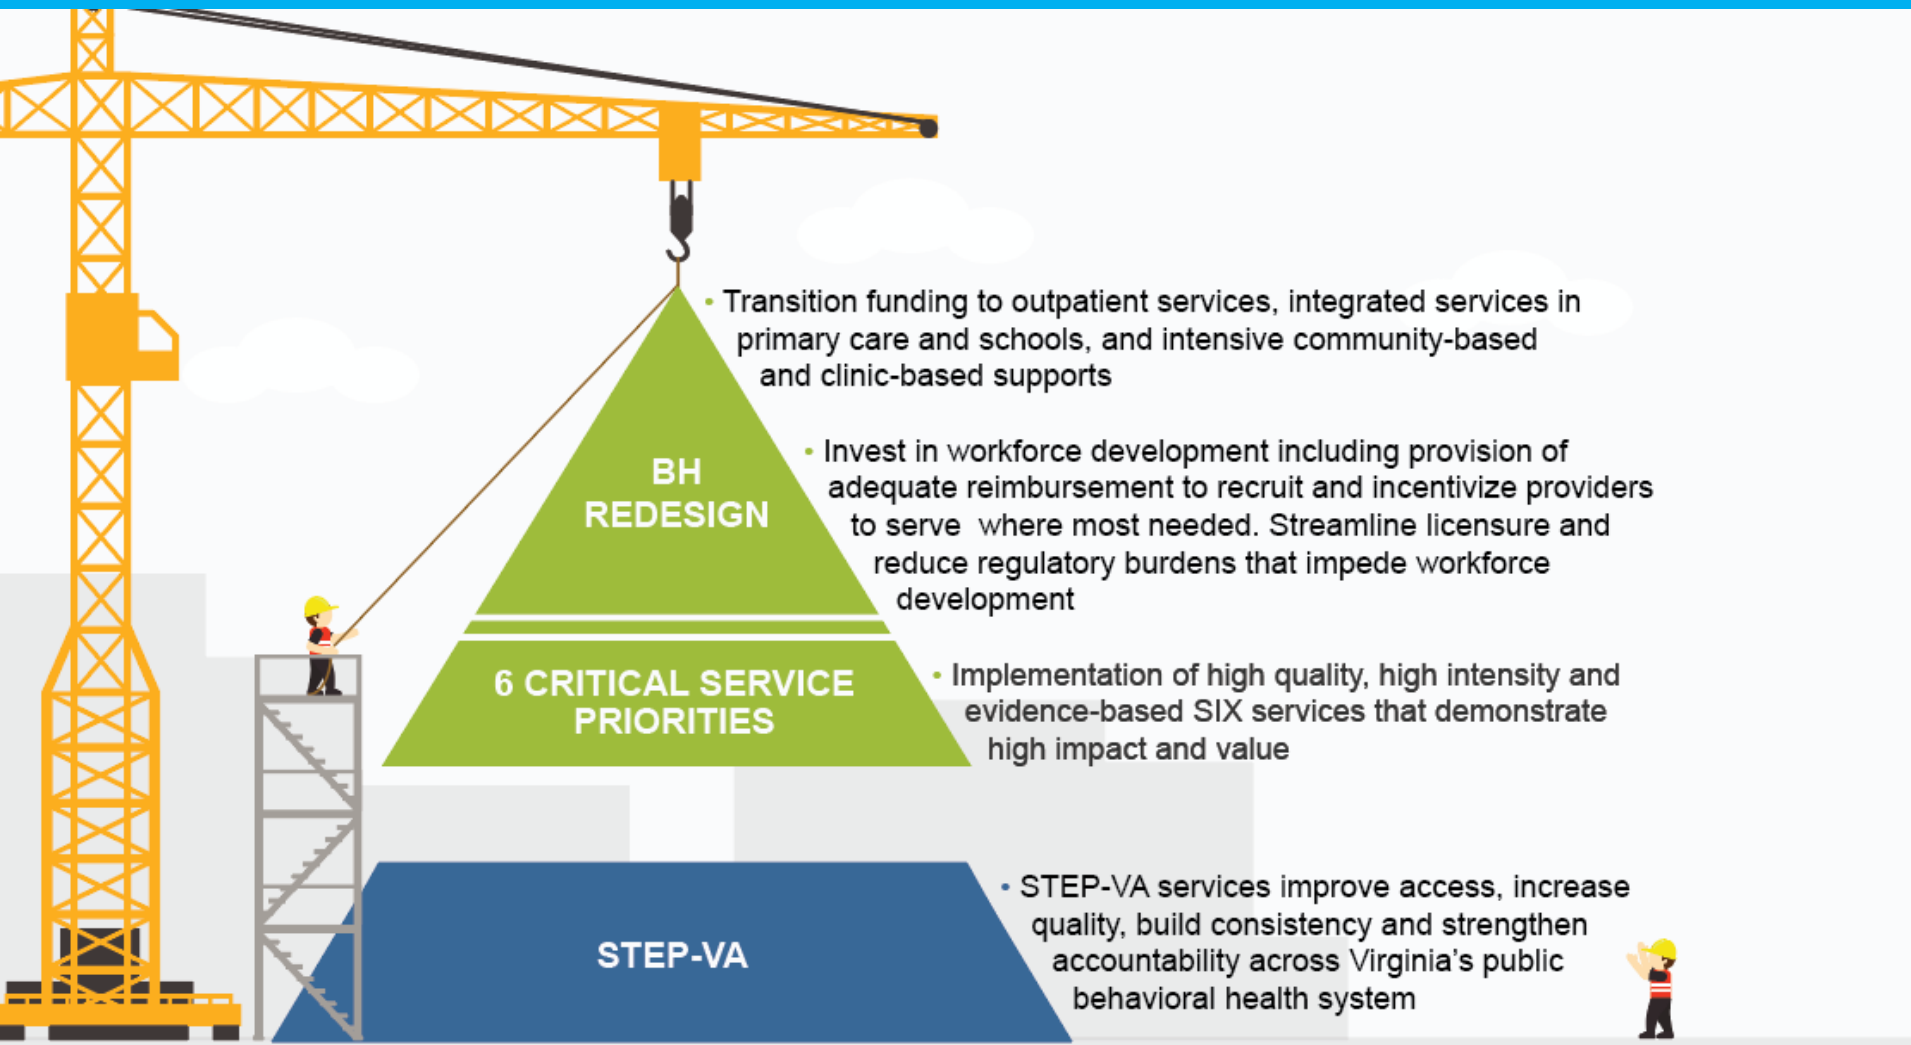 • Transition funding to outpatient services, integrated services in
primary care and schools, and intensive community-based
and clinic-based supports
BH
REDESIGN
• Invest in workforce development including provision of
adequate reimbursement to recruit and incentivize providers
to serve  where most needed. Streamline licensure and
reduce regulatory burdens that impede workforce
development
6 CRITICAL SERVICE
PRIORITIES
• Implementation of high quality, high intensity and
evidence-based SIX services that demonstrate
high impact and value
STEP-VA
• STEP-VA services improve access, increase
quality, build consistency and strengthen
accountability across Virginia’s public
behavioral health system